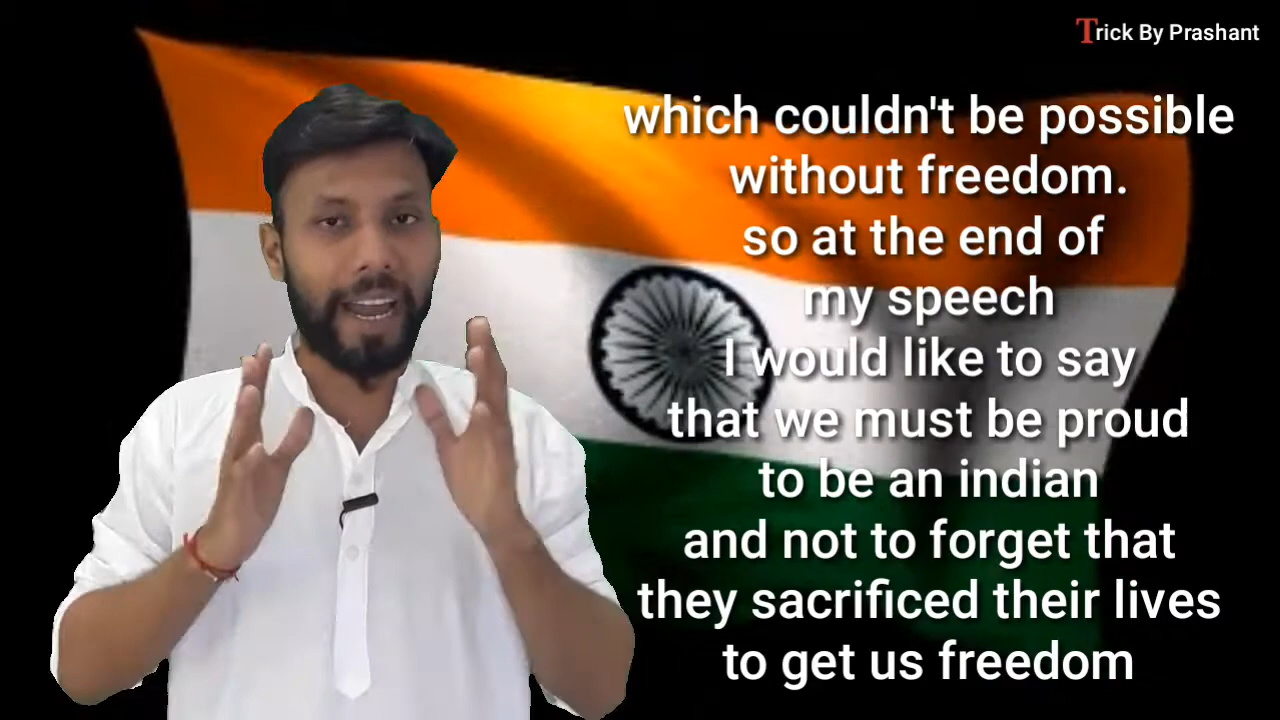 Trick By Prashant
which couldn't be possible
without freedom.
so at the end of
my speech
I would like to say
that we must be proud
to be an indian
and not to forget that
they sacrificed their lives
to get us freedom